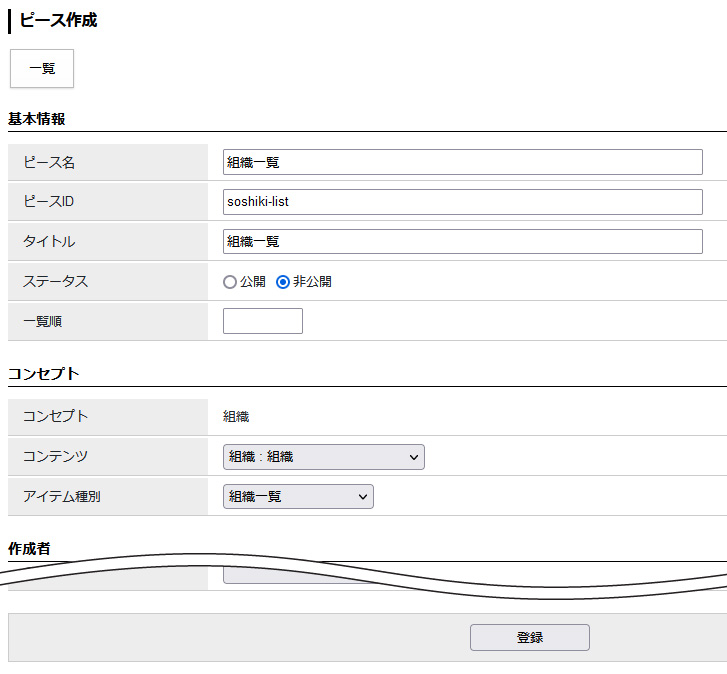 ピース作成
一覧
基本情報
ピース名 組織一覧
ピースID soshiki-list
タイトル 組織一覧
ステータス 公開 非公開
一覧順
コンセプト
コンセプト 組織
コンテンツ 組織 : 組織
アイテム種別 組織一覧
作成者
登録